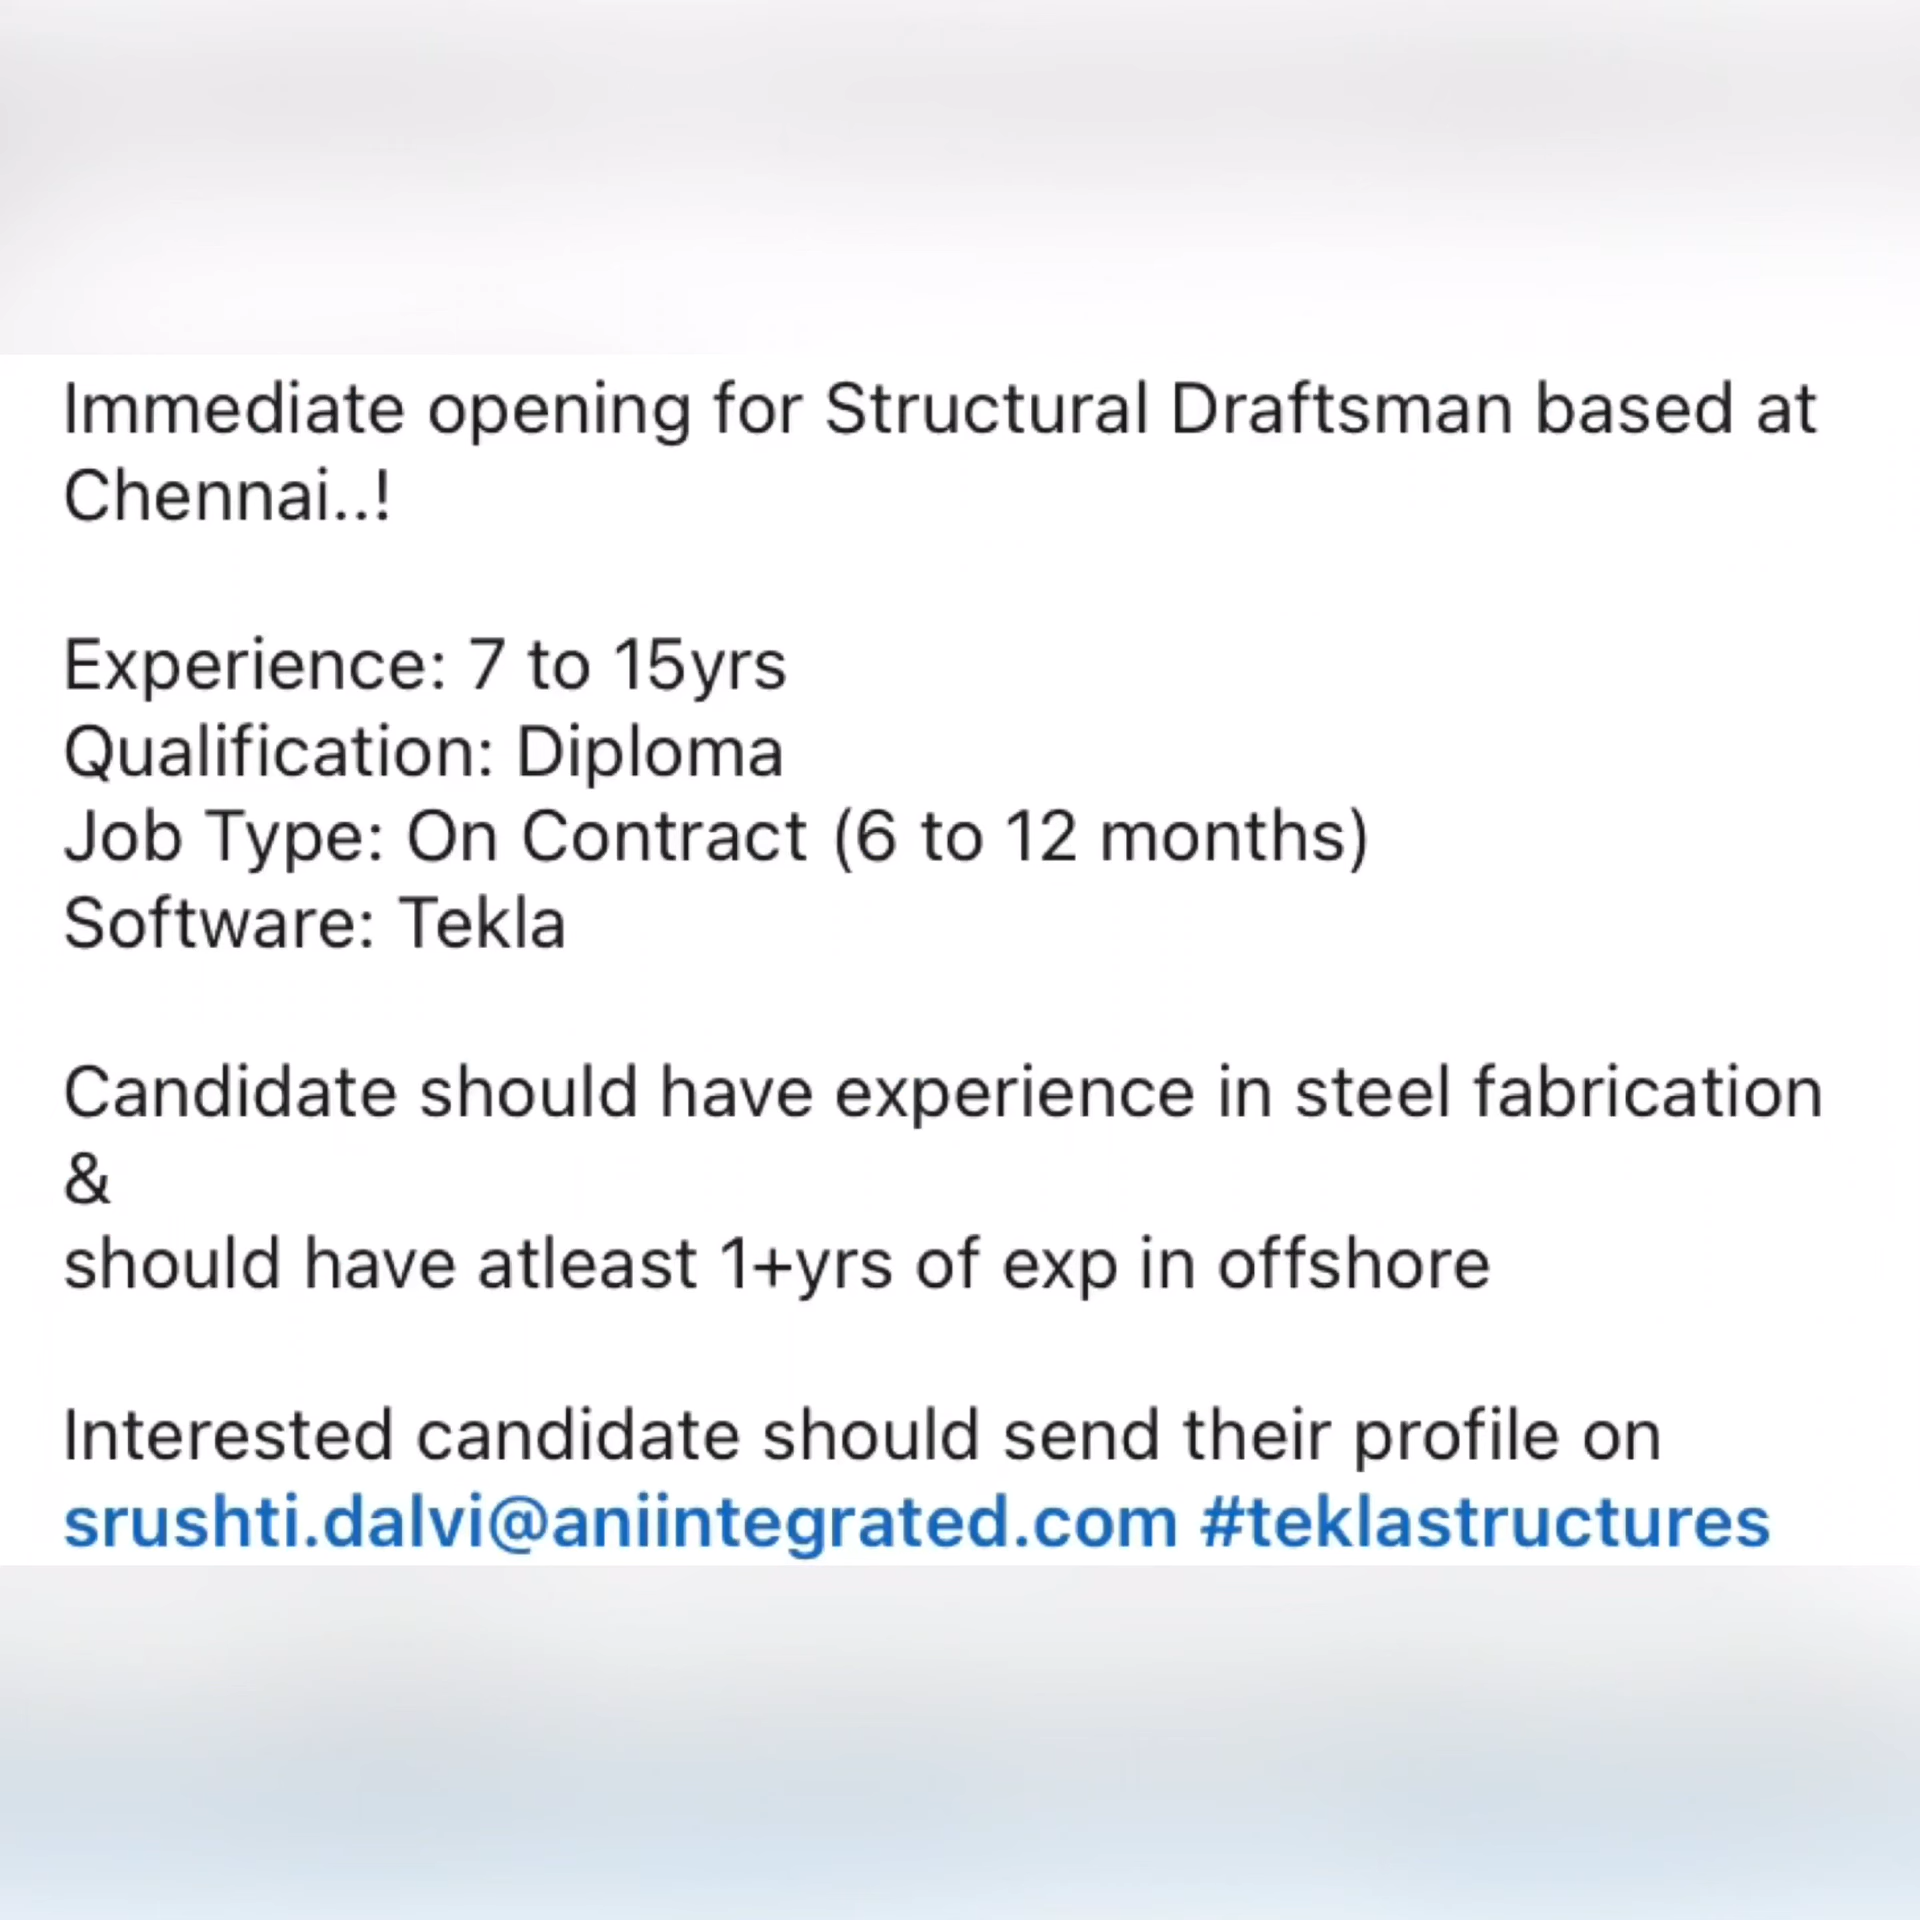 Immediate opening for Structural Draftsman based at
Chennai..!
Experience: 7 to 15yrs
Qualification: Diploma
Job Type: On Contract (6 to 12 months)
Software: Tekla
Candidate should have experience in steel fabrication
&
should have atleast 1+yrs of exp in offshore
Interested candidate should send their profile on
srushti.dalvi@aniintegrated.com #teklastructures